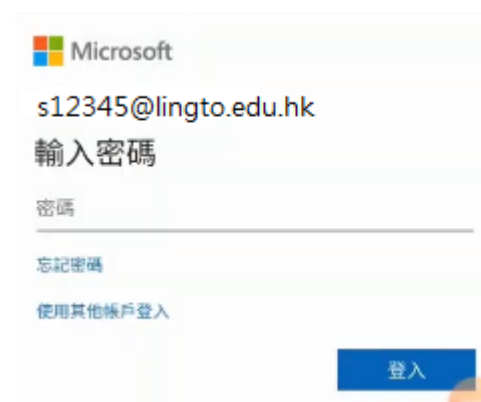 Microsoft
s12345@lingto.edu.hk
輸入密碼
密碼
忘記密碼
使用其他帳戶登入
登入